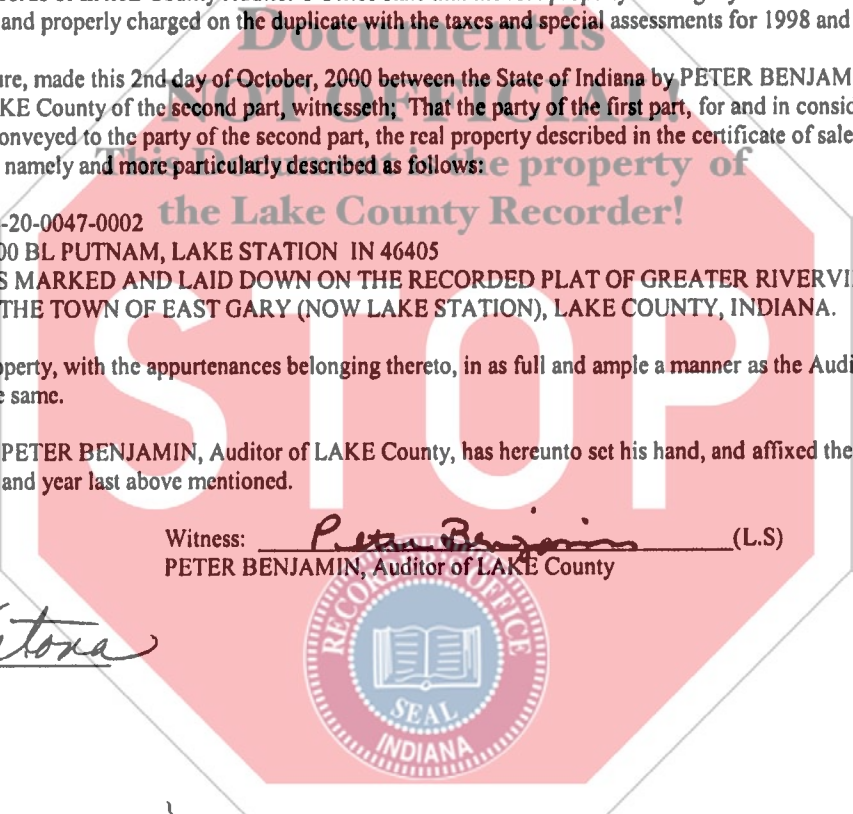 and properly charged on the duplicate with the taxes and special assessments for 1998 and
Document is
ure, made this 2nd day of October, 2000 between the State of Indiana by PETER BENJAM
NOT OFFICIAL!
KE County of the second part, witnesseth; That the party of the first part, for and in consid
onveyed to the party of the second part, the real property described in the certificate of sale
This Document is the property of
namely and more particularly described as follows:
the Lake County Recorder!
-20-0047-0002
00 BL PUTNAM, LAKE STATION IN 46405
S MARKED AND LAID DOWN ON THE RECORDED PLAT OF GREATER RIVERVI
THE TOWN OF EAST GARY (NOW LAKE STATION), LAKE COUNTY, INDIANA.
STOP
operty, with the appurtenances belonging thereto, in as full and ample a manner as the Audi
e same.
PETER BENJAMIN, Auditor of LAKE County, has hereunto set his hand, and affixed the
and year last above mentioned.
Witness: Peter Benjamin (L.S)
PETER BENJAMIN, Auditor of LAKE County
RECORDER'S OFFICE
SEAL
INDIANA